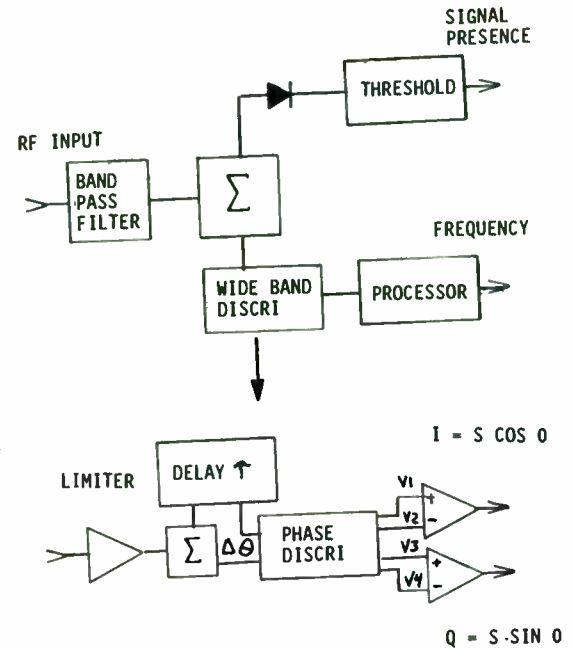 SIGNAL
PRESENCE
THRESHOLD
RF INPUT
BAND
PASS
FILTER
Σ
FREQUENCY
WIDE BAND
DISCRI
PROCESSOR
I = S COS 0
LIMITER
DELAY ↑
V1
+
V2
-
Σ
Δθ
PHASE
DISCRI
V3
+
V4
-
Q = S·SIN 0